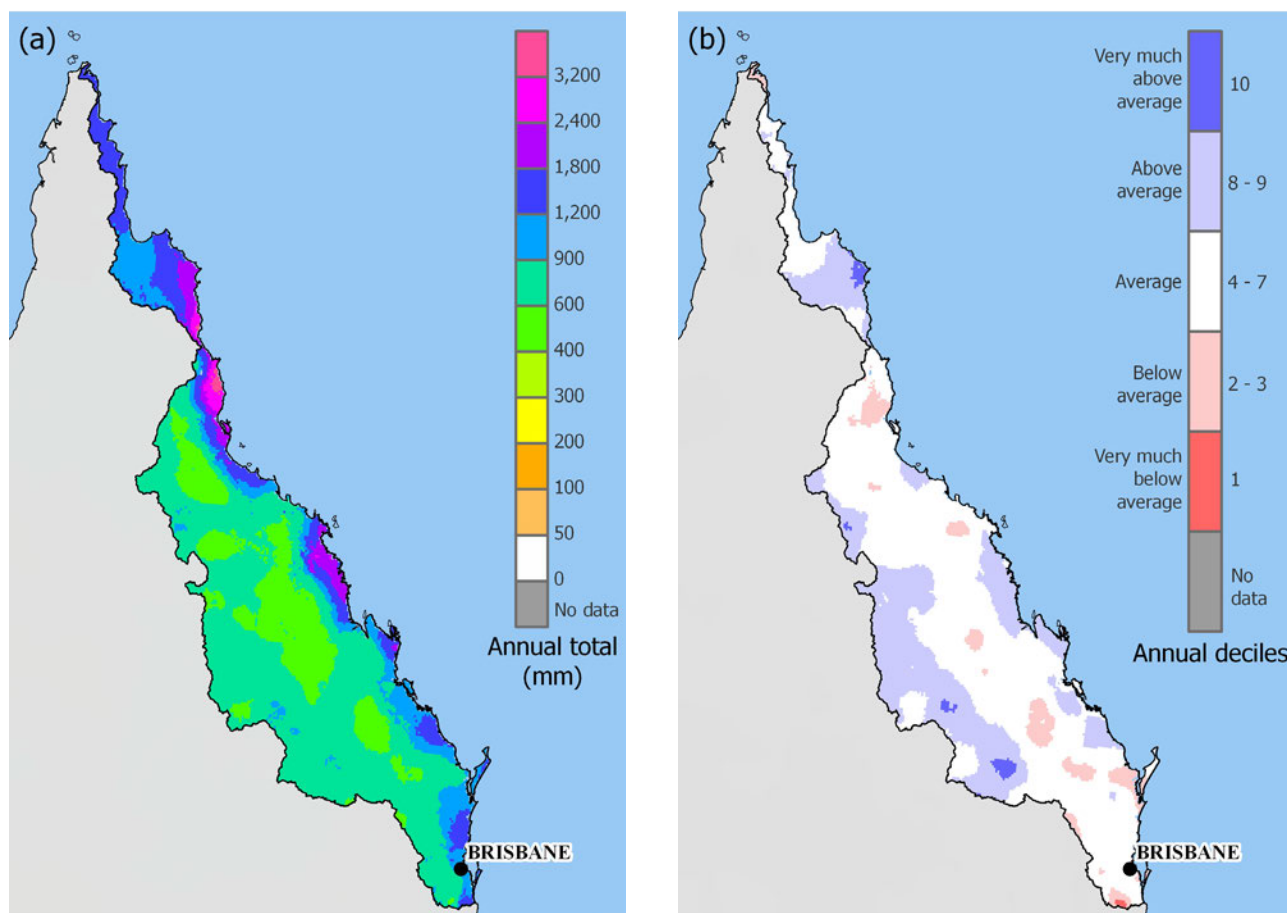 (a)
3,200
2,400
1,800
1,200
900
600
400
300
200
100
50
0
No data
Annual total
(mm)
BRISBANE
(b)
Very much
above
average
10
Above
average
8 - 9
Average
4 - 7
Below
average
2 - 3
Very much
below
average
1
No
data
Annual deciles
BRISBANE